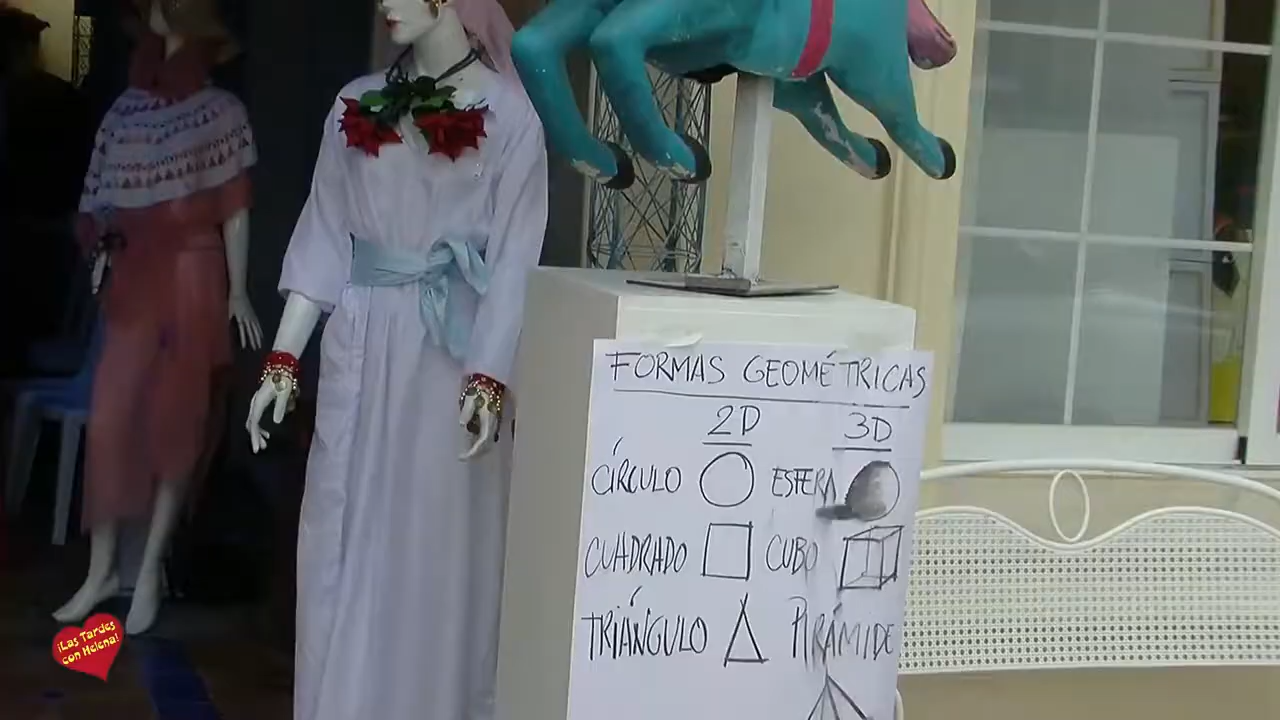 FORMAS GEOMÉTRICAS
2D 3D
CÍRCULO ESFERA
CUADRADO CUBO
TRIÁNGULO PIRÁMIDE
¡Las Tardes
con Helena!